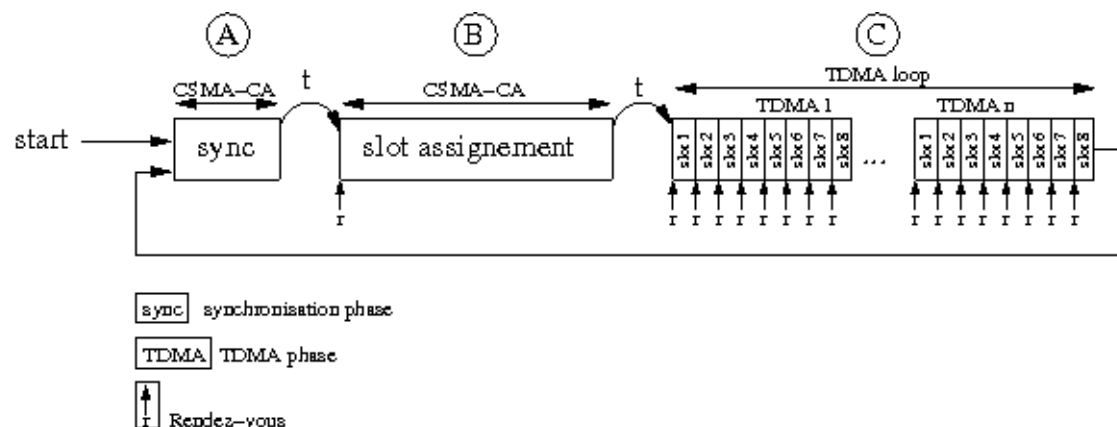 A B C
CSMA–CA t CSMA–CA t TDMA loop
TDMA 1 TDMA n
start sync slot assignement slot 1 slot 2 slot 3 slot 4 slot 5 slot 6 slot 7 slot 8 ... slot 1 slot 2 slot 3 slot 4 slot 5 slot 6 slot 7 slot 8
r r r r r r r r r r r r r r r r r
sync synchronisation phase
TDMA TDMA phase
r Rendez–vous